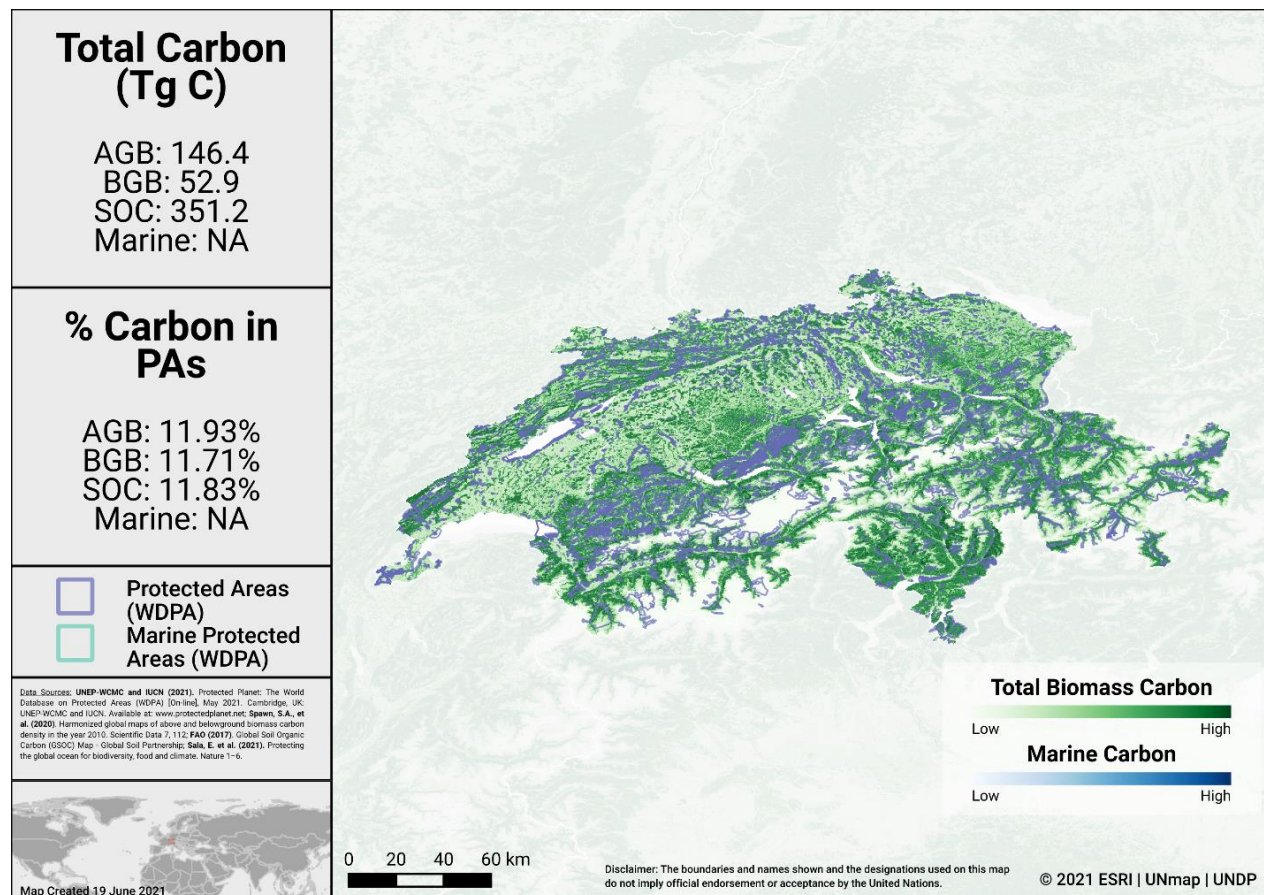 Total Carbon
(Tg C)
AGB: 146.4
BGB: 52.9
SOC: 351.2
Marine: NA
% Carbon in
PAs
AGB: 11.93%
BGB: 11.71%
SOC: 11.83%
Marine: NA
Protected Areas
(WDPA)
Marine Protected
Areas (WDPA)
Data Sources: UNEP-WCMC and IUCN (2021). Protected Planet: The World
Database on Protected Areas (WDPA) [On-line], May 2021. Cambridge, UK:
UNEP-WCMC and IUCN. Available at: www.protectedplanet.net; Spawn, S.A., et
al. (2020). Harmonized global maps of above and belowground biomass carbon
density in the year 2010. Scientific Data 7, 112; FAO (2017). Global Soil Organic
Carbon (GSOC) Map - Global Soil Partnership; Sala, E. et al. (2021). Protecting
the global ocean for biodiversity, food and climate. Nature 1–6.
Map Created 19 June 2021
Total Biomass Carbon
Low High
Marine Carbon
Low High
0 20 40 60 km
Disclaimer: The boundaries and names shown and the designations used on this map
do not imply official endorsement or acceptance by the United Nations.
© 2021 ESRI | UNmap | UNDP